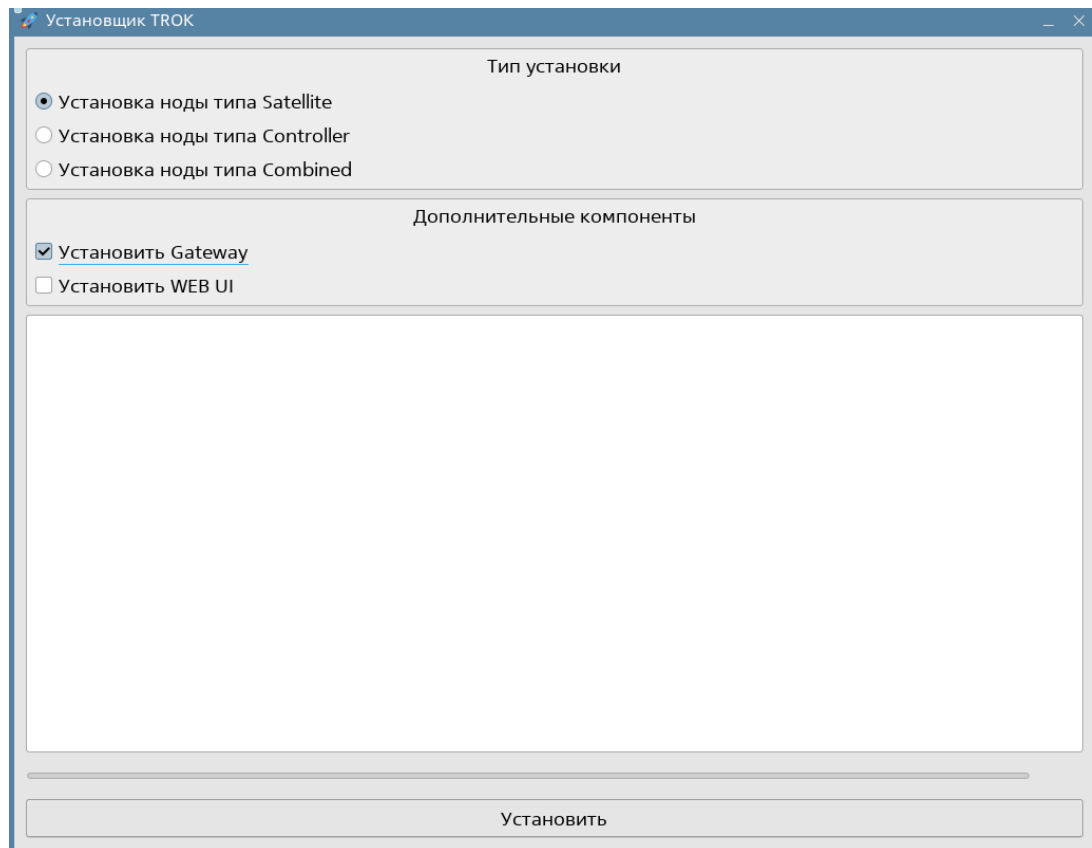 Установщик TROK
Тип установки
Установка ноды типа Satellite
Установка ноды типа Controller
Установка ноды типа Combined
Дополнительные компоненты
Установить Gateway
Установить WEB UI
Установить